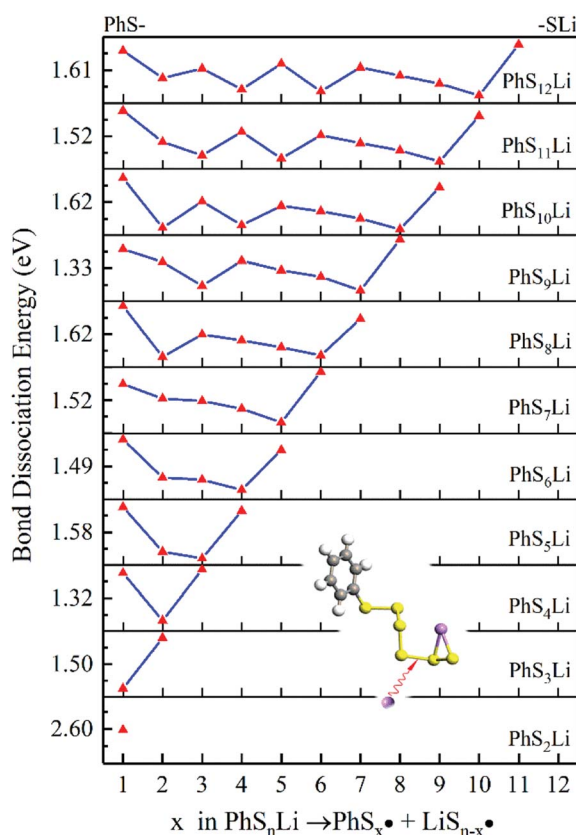 PhS- -SLi
Bond Dissociation Energy (eV)
1.61 PhS₁₂Li
1.52 PhS₁₁Li
1.62 PhS₁₀Li
1.33 PhS₉Li
1.62 PhS₈Li
1.52 PhS₇Li
1.49 PhS₆Li
1.58 PhS₅Li
1.32 PhS₄Li
1.50 PhS₃Li
2.60 PhS₂Li
1 2 3 4 5 6 7 8 9 10 11 12
x in PhSₙLi →PhSₓ• + LiSₙ₋ₓ•